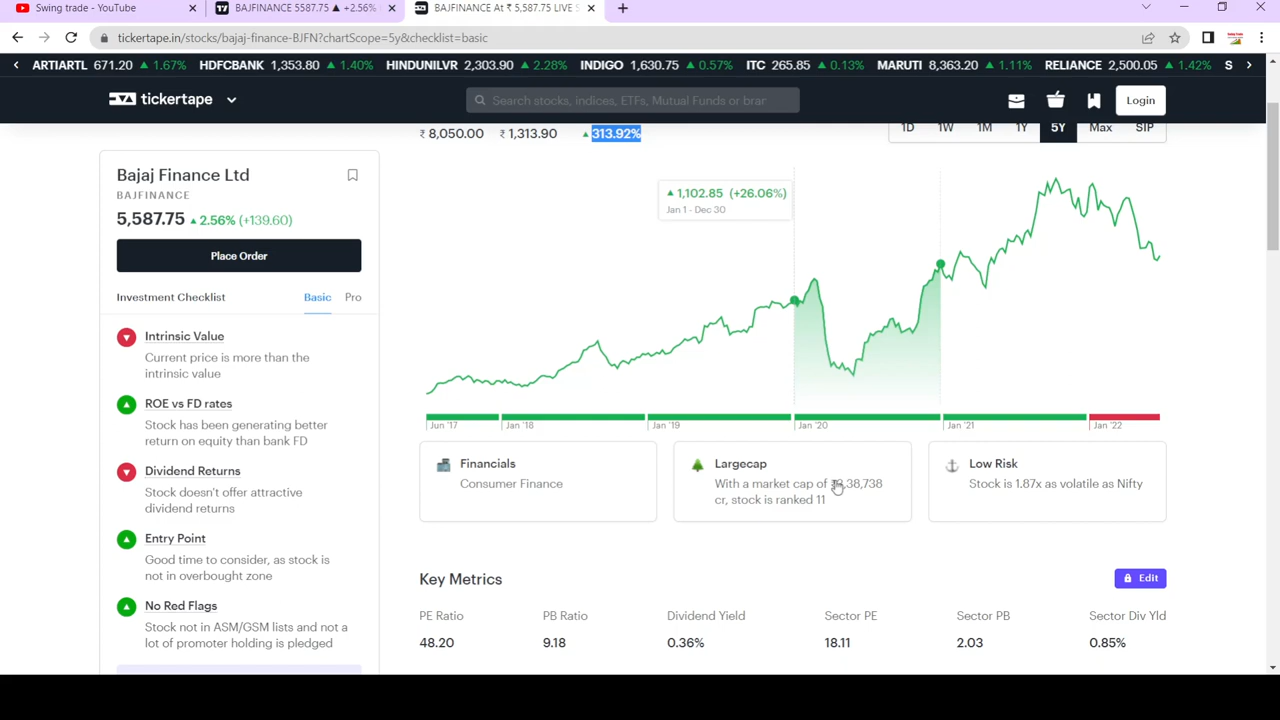 Swing trade - YouTube
BAJFINANCE 5587.75 ▲ +2.56%
BAJFINANCE At ₹ 5,587.75 LIVE S
tickertape.in/stocks/bajaj-finance-BJFN?chartScope=5y&checklist=basic
ARTIARTL 671.20 ▲ 1.67% HDFCBANK 1,353.80 ▲ 1.40% HINDUNILVR 2,303.90 ▲ 2.28% INDIGO 1,630.75 ▲ 0.57% ITC 265.85 ▲ 0.13% MARUTI 8,363.20 ▲ 1.11% RELIANCE 2,500.05 ▲ 1.42% S
tickertape
Search stocks, indices, ETFs, Mutual Funds or brar
Login
₹ 8,050.00 ₹ 1,313.90 ▲ 313.92%
1D 1W 1M 1Y 5Y Max SIP
Bajaj Finance Ltd
BAJFINANCE
5,587.75 ▲ 2.56% (+139.60)
Place Order
Investment Checklist Basic Pro
Intrinsic Value
Current price is more than the
intrinsic value
ROE vs FD rates
Stock has been generating better
return on equity than bank FD
Dividend Returns
Stock doesn't offer attractive
dividend returns
Entry Point
Good time to consider, as stock is
not in overbought zone
No Red Flags
Stock not in ASM/GSM lists and not a
lot of promoter holding is pledged
▲ 1,102.85 (+26.06%)
Jan 1 - Dec 30
Jun '17 Jan '18 Jan '19 Jan '20 Jan '21 Jan '22
Financials
Consumer Finance
Largecap
With a market cap of ,38,738
cr, stock is ranked 11
Low Risk
Stock is 1.87x as volatile as Nifty
Key Metrics
Edit
PE Ratio PB Ratio Dividend Yield Sector PE Sector PB Sector Div Yld
48.20 9.18 0.36% 18.11 2.03 0.85%